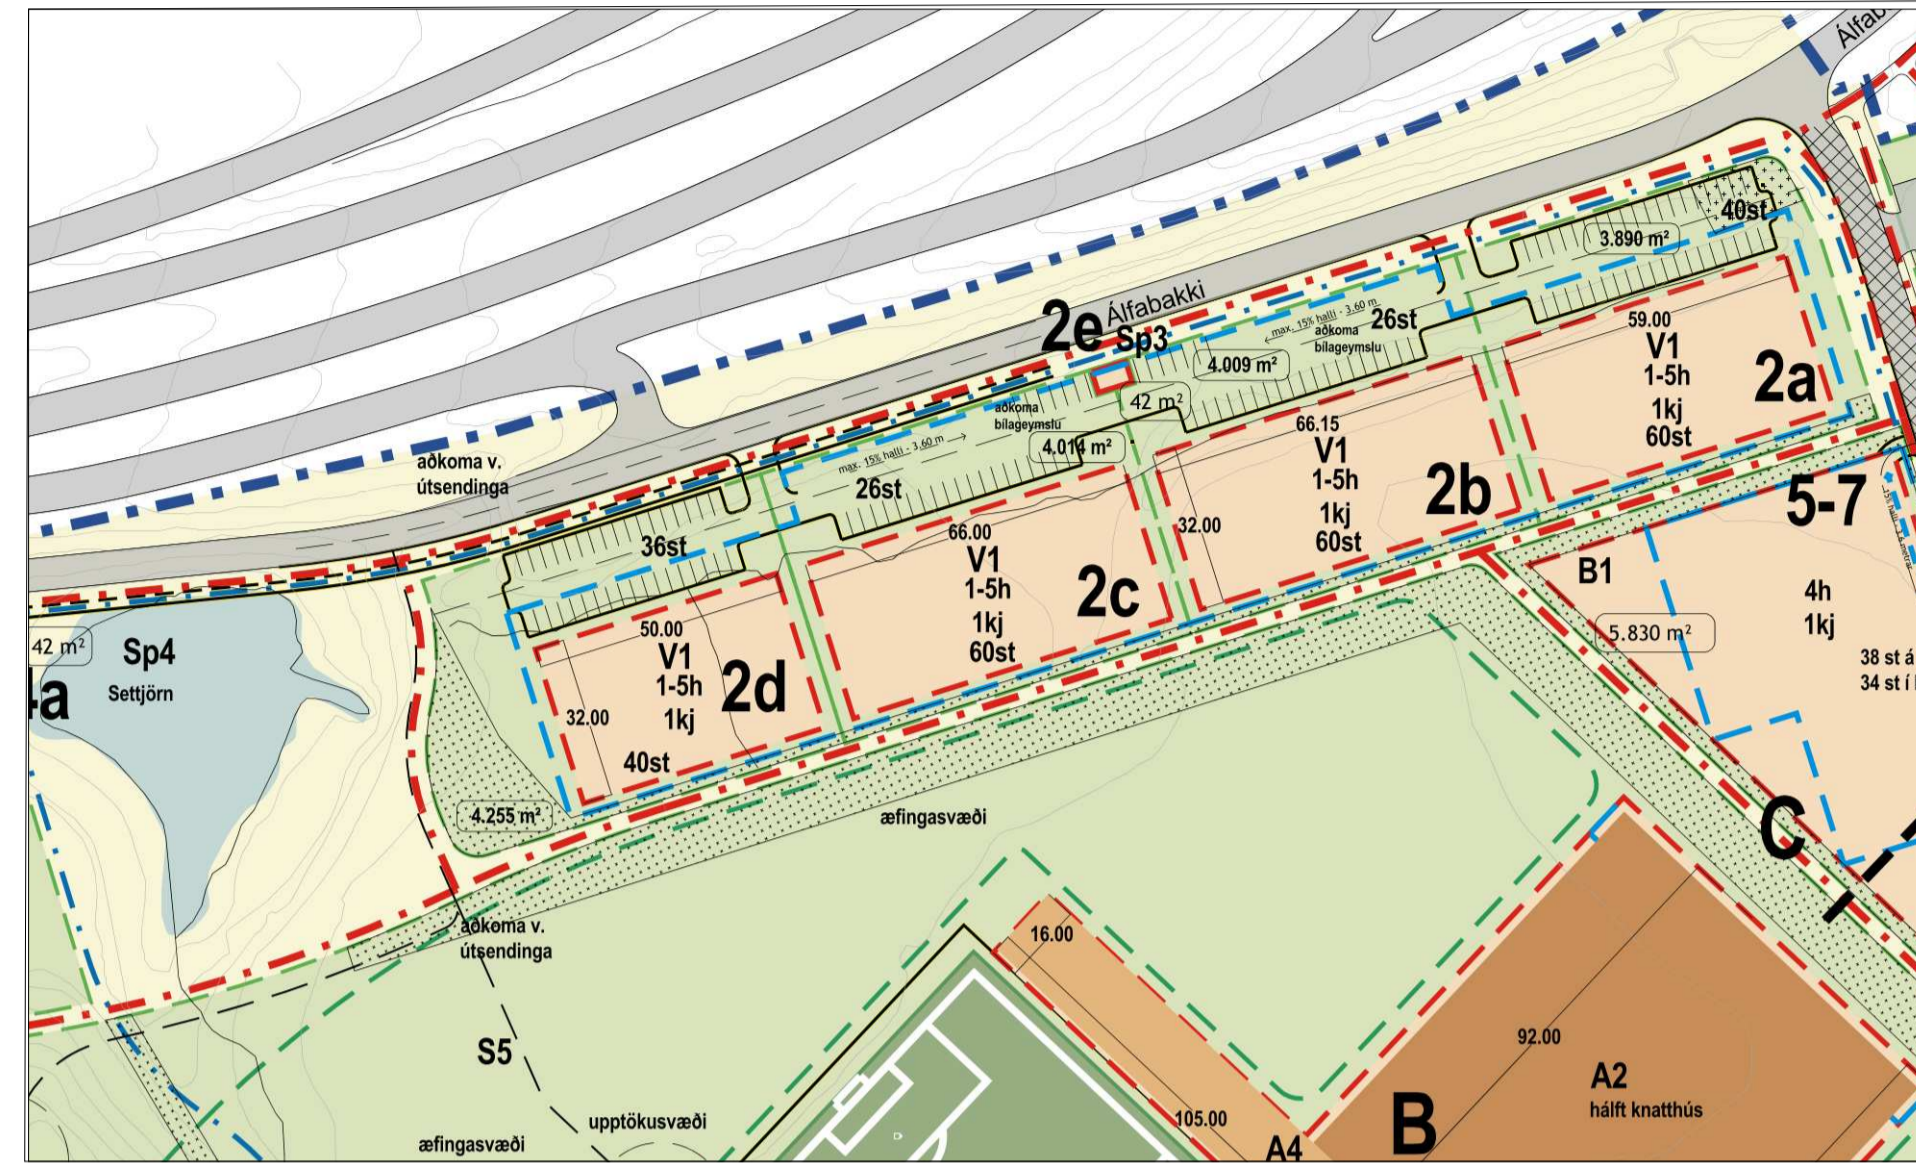 40st
3.890 m²
Álfabakki
2e
Sp3
max. 15% halli - 3.60 m
26st
aðkoma
bílageymslu
4.009 m²
42 m²
59.00
V1
1-5h
1kj
60st
2a
aðkoma
bílageymslu
4.014 m²
max. 15% halli - 3.60 m
26st
66.15
V1
1-5h
1kj
60st
2b
32.00
aðkoma v.
útsendinga
36st
66.00
V1
1-5h
1kj
60st
2c
50.00
V1
1-5h
1kj
40st
2d
32.00
4.255 m²
5-7
B1
4h
1kj
5.830 m²
38 st á
34 st í
42 m²
Sp4
Settjörn
4a
æfingasvæði
C
aðkoma v.
útsendinga
16.00
S5
92.00
A2
hálft knatthús
B
105.00
A4
upptökusvæði
æfingasvæði